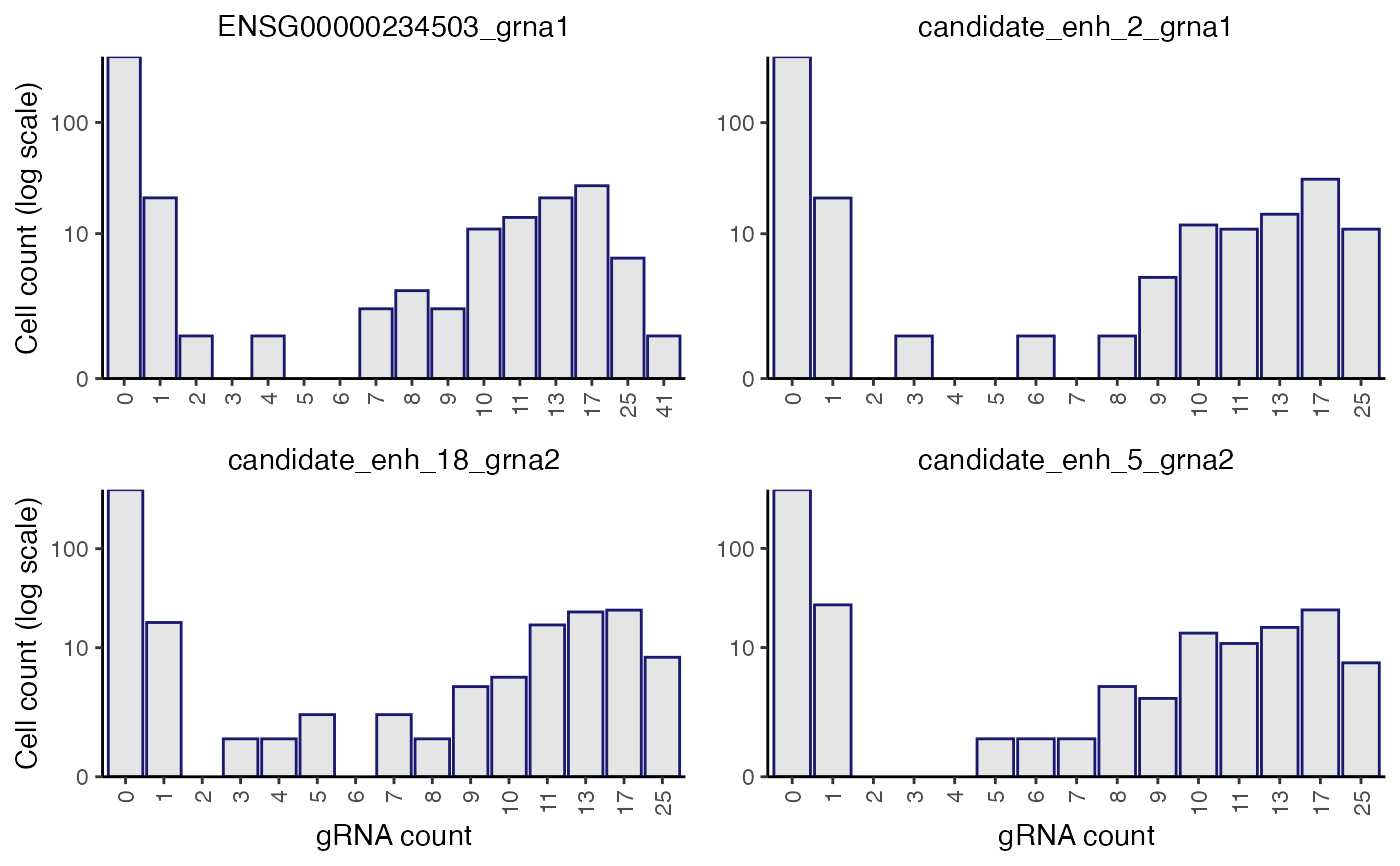 ENSG00000234503_grna1
candidate_enh_2_grna1
Cell count (log scale)
100
10
0
0 1 2 3 4 5 6 7 8 9 10 11 13 17 25 41
100
10
0
0 1 2 3 4 5 6 7 8 9 10 11 13 17 25
candidate_enh_18_grna2
candidate_enh_5_grna2
Cell count (log scale)
100
10
0
0 1 2 3 4 5 6 7 8 9 10 11 13 17 25
100
10
0
0 1 2 3 4 5 6 7 8 9 10 11 13 17 25
gRNA count
gRNA count